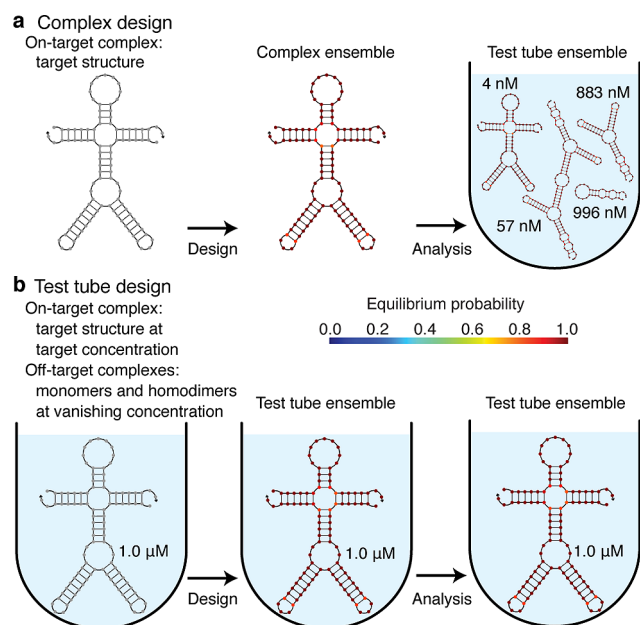 a Complex design
On-target complex:
target structure
Complex ensemble
Test tube ensemble
4 nM
883 nM
57 nM
996 nM
Design
Analysis
b Test tube design
On-target complex:
target structure at
target concentration
Off-target complexes:
monomers and homodimers
at vanishing concentration
Equilibrium probability
0.0 0.2 0.4 0.6 0.8 1.0
Test tube ensemble
Test tube ensemble
1.0 µM
1.0 µM
1.0 µM
Design
Analysis